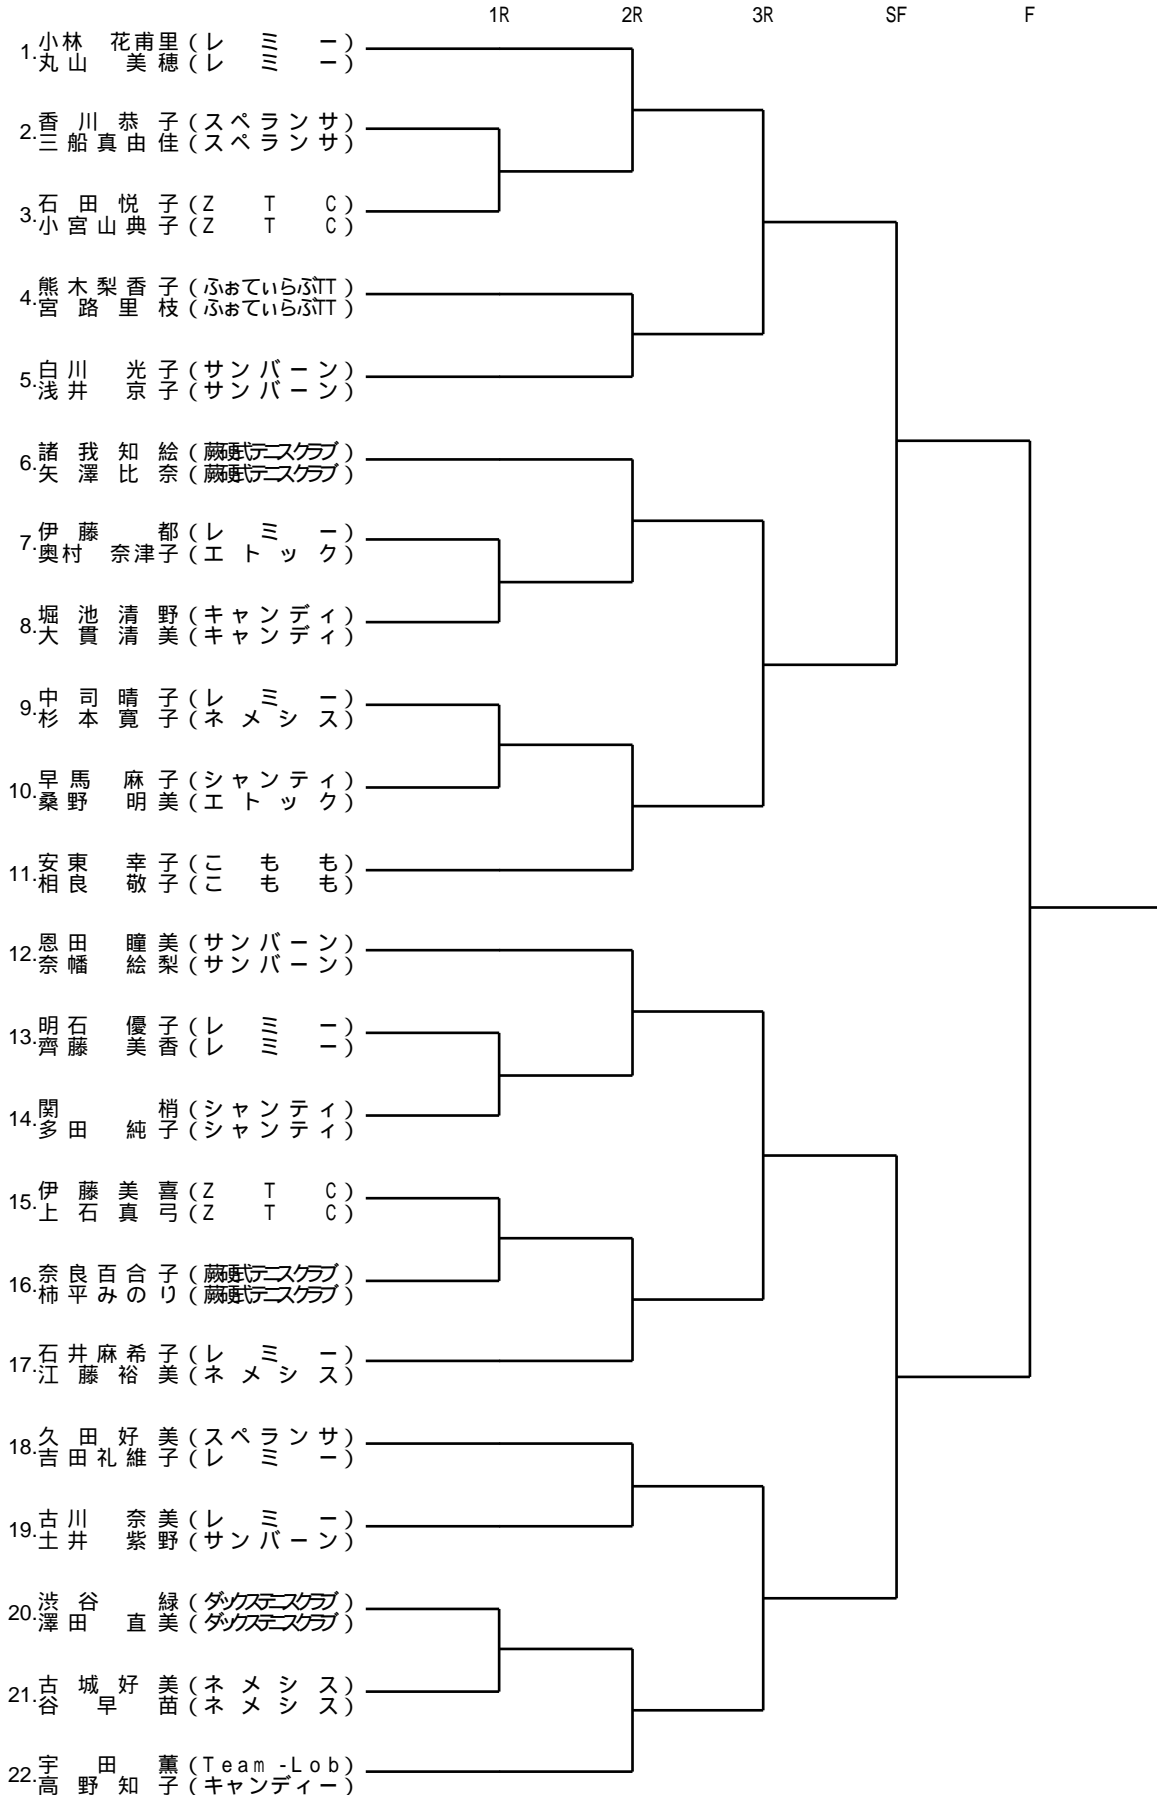 1R 2R 3R SF F
1. 小林 花甫里 (レミー)
丸山 美穂 (レミー)
2. 香川恭子 (スペランサ)
三船真由佳 (スペランサ)
3. 石田悦子 (ZTC)
小宮山典子 (ZTC)
4. 熊木梨香子 (ふぉてぃらぶTT)
宮路里枝 (ふぉてぃらぶTT)
5. 白川 光子 (サンバーン)
浅井 京子 (サンバーン)
6. 諸我知絵 (蕨硬式テニスクラブ)
矢澤比奈 (蕨硬式テニスクラブ)
7. 伊藤 都 (レミー)
奥村 奈津子 (エトック)
8. 堀池清野 (キャンディ)
大貫清美 (キャンディ)
9. 中司晴子 (レミー)
杉本寛子 (ネメシス)
10. 早馬 麻子 (シャンティ)
桑野 明美 (エトック)
11. 安東 幸子 (こもも)
相良 敬子 (こもも)
12. 恩田 瞳美 (サンバーン)
奈幡 絵梨 (サンバーン)
13. 明石 優子 (レミー)
齊藤 美香 (レミー)
14. 関 梢 (シャンティ)
多田 純子 (シャンティ)
15. 伊藤美喜 (ZTC)
上石真弓 (ZTC)
16. 奈良百合子 (蕨硬式テニスクラブ)
柿平みのり (蕨硬式テニスクラブ)
17. 石井麻希子 (レミー)
江藤裕美 (ネメシス)
18. 久田好美 (スペランサ)
吉田礼維子 (レミー)
19. 古川 奈美 (レミー)
土井 紫野 (サンバーン)
20. 渋谷 緑 (ダックステニスクラブ)
澤田 直美 (ダックステニスクラブ)
21. 古城好美 (ネメシス)
谷早苗 (ネメシス)
22. 宇田薫 (Team-Lob)
高野知子 (キャンディー)